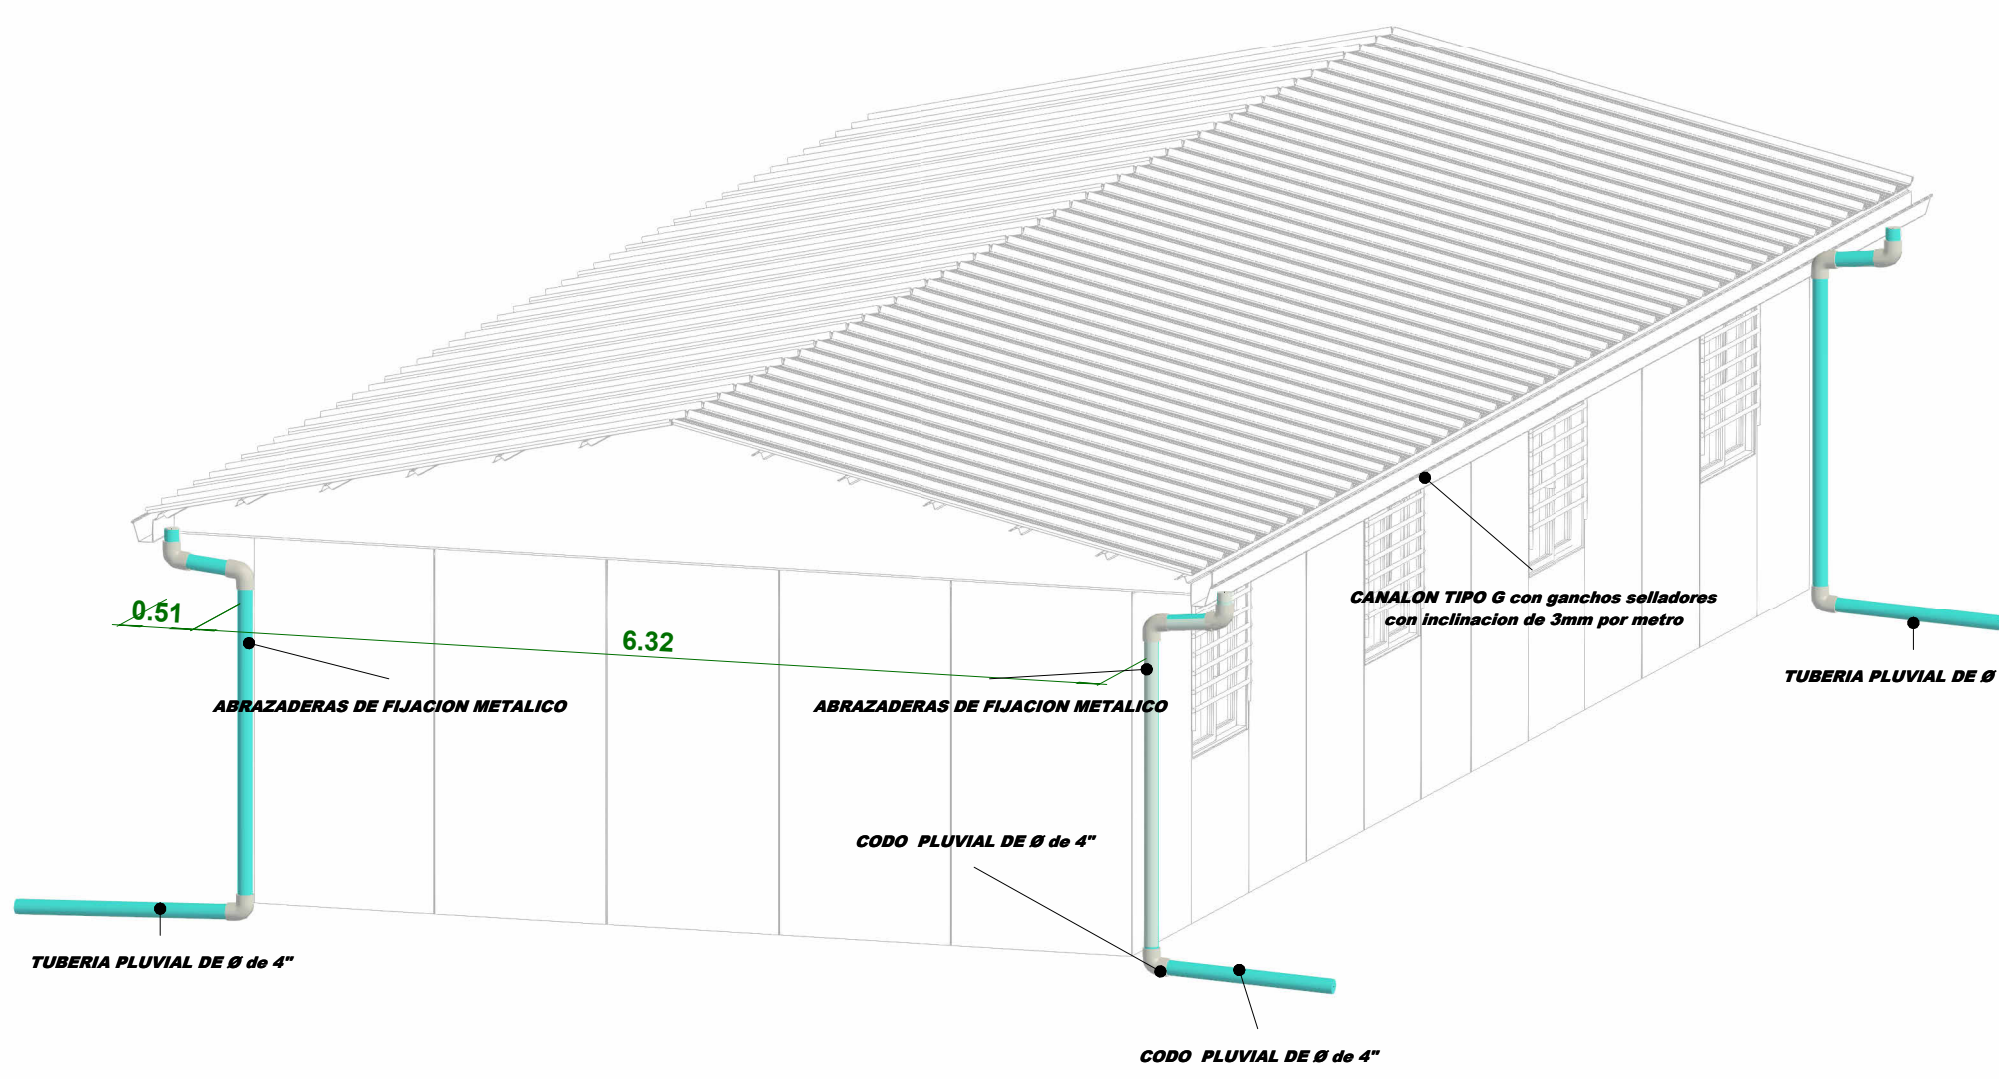 0.51
6.32
CANALON TIPO G con ganchos selladores
con inclinacion de 3mm por metro
TUBERIA PLUVIAL DE Ø
ABRAZADERAS DE FIJACION METALICO
ABRAZADERAS DE FIJACION METALICO
CODO PLUVIAL DE Ø de 4"
TUBERIA PLUVIAL DE Ø de 4"
CODO PLUVIAL DE Ø de 4"